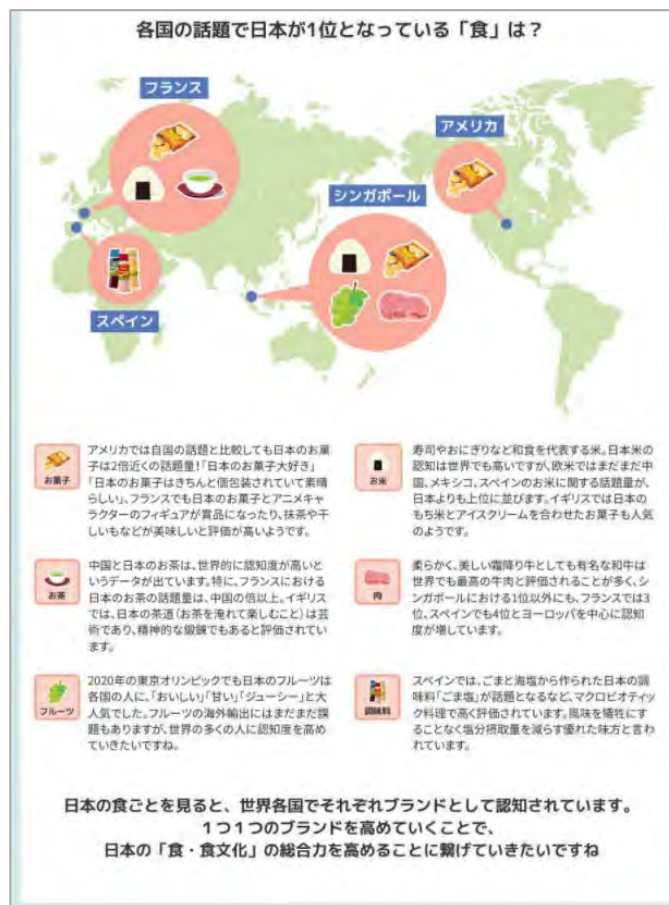 各国の話題で日本が1位となっている「食」は？
フランス
アメリカ
シンガポール
スペイン
お菓子
アメリカでは自国の話題と比較しても日本のお菓
子は2倍近くの話題量！「日本のお菓子大好き」
「日本のお菓子はきちんと個包装されていて素晴
らしい」、フランスでも日本のお菓子とアニメキャ
ラクターのフィギュアが賞品になったり、抹茶や干
しいもなどが美味しいと評価が高いようです。
お茶
中国と日本のお茶は、世界的に認知度が高いと
いうデータが出ています。特に、フランスにおける
日本のお茶の話題量は、中国の倍以上。イギリス
では、日本の茶道（お茶を淹れて楽しむこと）は芸
術であり、精神的な鍛錬でもあると評価されてい
ます。
フルーツ
2020年の東京オリンピックでも日本のフルーツは
各国の人に、「おいしい」「甘い」「ジューシー」と大
人気でした。フルーツの海外輸出にはまだまだ課
題もありますが、世界の多くの人に認知度を高め
ていきたいですね。
お米
寿司やおにぎりなど和食を代表する米。日本米の
認知は世界でも高いですが、欧米ではまだまだ中
国、メキシコ、スペインのお米に関する話題量が、
日本よりも上位に並びます。イギリスでは日本の
もち米とアイスクリームを合わせたお菓子も人気
のようです。
肉
柔らかく、美しい霜降り牛としても有名な和牛は
世界でも最高の牛肉と評価されることが多く、シ
ンガポールにおける1位以外にも、フランスでは3
位、スペインでも4位とヨーロッパを中心に認知
度が増しています。
調味料
スペインでは、ごまと海塩から作られた日本の調
味料「ごま塩」が話題となるなど、マクロビオティッ
ク料理で高く評価されています。風味を犠牲にす
ることなく塩分摂取量を減らす優れた味方と言わ
れています。
日本の食ごとを見ると、世界各国でそれぞれブランドとして認知されています。
１つ１つのブランドを高めていくことで、
日本の「食・食文化」の総合力を高めることに繋げていきたいですね